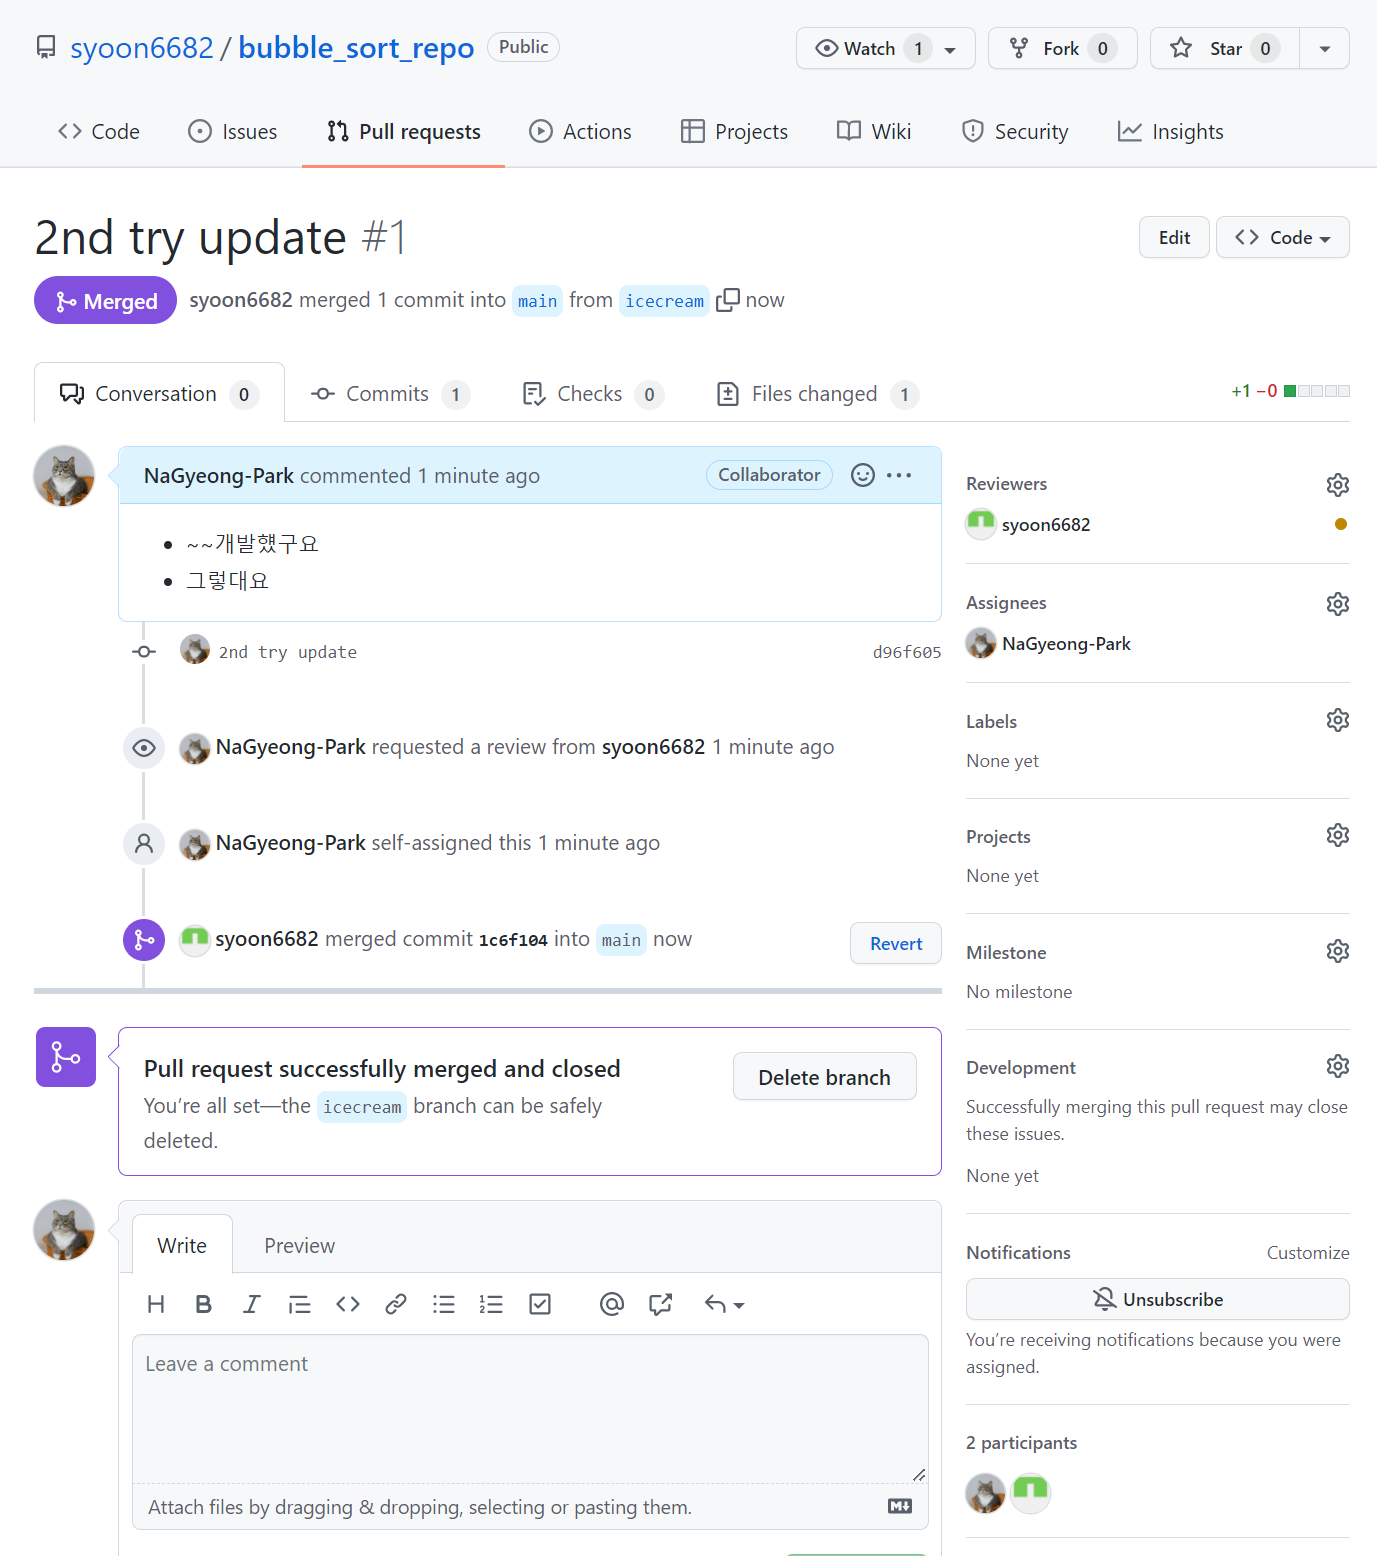 syoon6682 / bubble_sort_repo Public
Watch 1 Fork 0 Star 0
Code Issues Pull requests Actions Projects Wiki Security Insights
2nd try update #1
Edit Code
Merged syoon6682 merged 1 commit into main from icecream now
Conversation 0 Commits 1 Checks 0 Files changed 1
+1 −0
NaGyeong-Park commented 1 minute ago Collaborator
~~개발했구요
그렇대요
2nd try update d96f605
NaGyeong-Park requested a review from syoon6682 1 minute ago
NaGyeong-Park self-assigned this 1 minute ago
syoon6682 merged commit 1c6f104 into main now
Revert
Pull request successfully merged and closed
You’re all set—the icecream branch can be safely
deleted.
Delete branch
Write Preview
Leave a comment
Attach files by dragging & dropping, selecting or pasting them.
Reviewers
syoon6682
Assignees
NaGyeong-Park
Labels
None yet
Projects
None yet
Milestone
No milestone
Development
Successfully merging this pull request may close
these issues.
None yet
Notifications Customize
Unsubscribe
You’re receiving notifications because you were
assigned.
2 participants